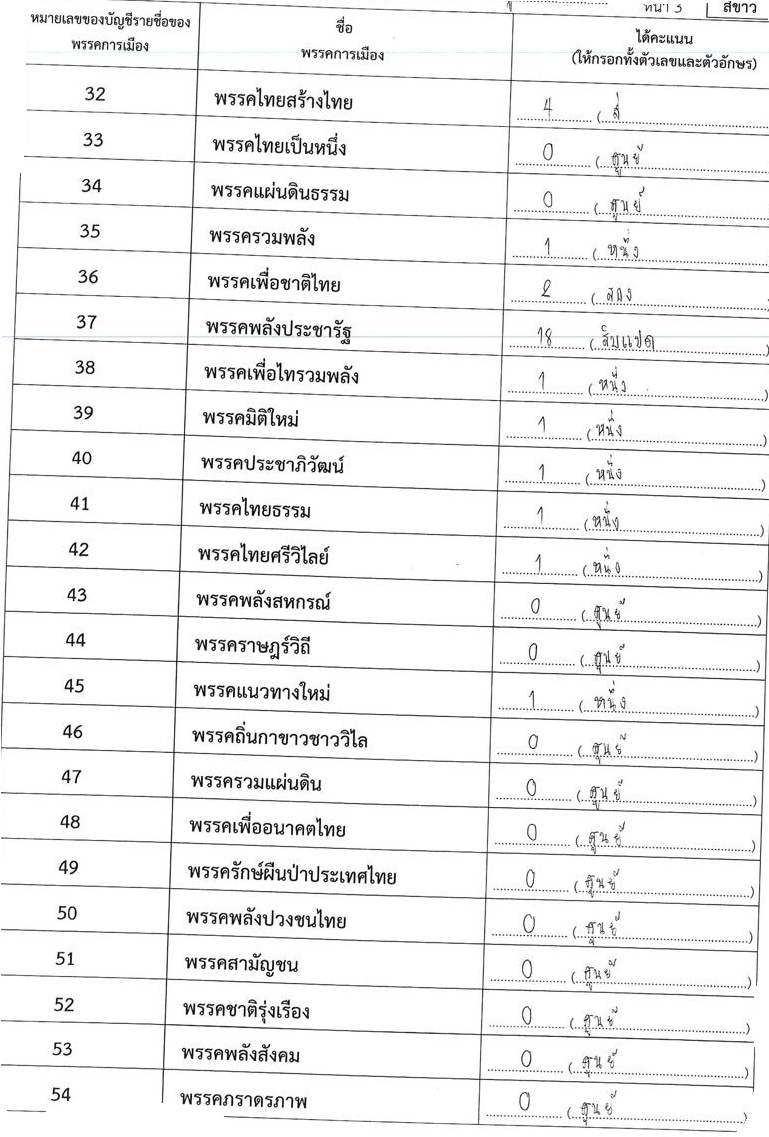 หน้า 3 สีขาว
หมายเลขของบัญชีรายชื่อของ ชื่อ ได้คะแนน
พรรคเมือง พรรคการเมือง (ให้กรอกทั้งตัวเลขและตัวอักษร)
32 พรรคไทยสร้างไทย 4 (สี่
33 พรรคไทยเป็นหนึ่ง 0 (ศูนย์
34 พรรคแผ่นดินธรรม 0 (ศูนย์
35 พรรครวมพลัง 1 (หนึ่ง
36 พรรคเพื่อชาติไทย 2 (สอง)
37 พรรคพลังประชารัฐ 18 (สิบแปด)
38 พรรคเพื่อไทรวมพลัง 1 (หนึ่ง)
39 พรรคมิติใหม่ 1 (หนึ่ง)
40 พรรคประชาภิวัฒน์ 1 (หนึ่ง)
41 พรรคไทยธรรม 1 (หนึ่ง)
42 พรรคไทยศรีวิไลย์ 1 (หนึ่ง)
43 พรรคพลังสหกรณ์ 0 (ศูนย์)
44 พรรคราษฎร์วิถี 0 (ศูนย์)
45 พรรคแนวทางใหม่ 1 (หนึ่ง)
46 พรรคถิ่นกาขาวชาววิไล 0 (ศูนย์)
47 พรรครวมแผ่นดิน 0 (ศูนย์)
48 พรรคเพื่ออนาคตไทย 0 (ศูนย์)
49 พรรครักษ์ผืนป่าประเทศไทย 0 (ศูนย์)
50 พรรคพลังปวงชนไทย 0 (ศูนย์)
51 พรรคสามัญชน 0 (ศูนย์)
52 พรรคชาติรุ่งเรือง 0 (ศูนย์)
53 พรรคพลังสังคม 0 (ศูนย์)
54 พรรคภราดรภาพ 0 (ศูนย์)